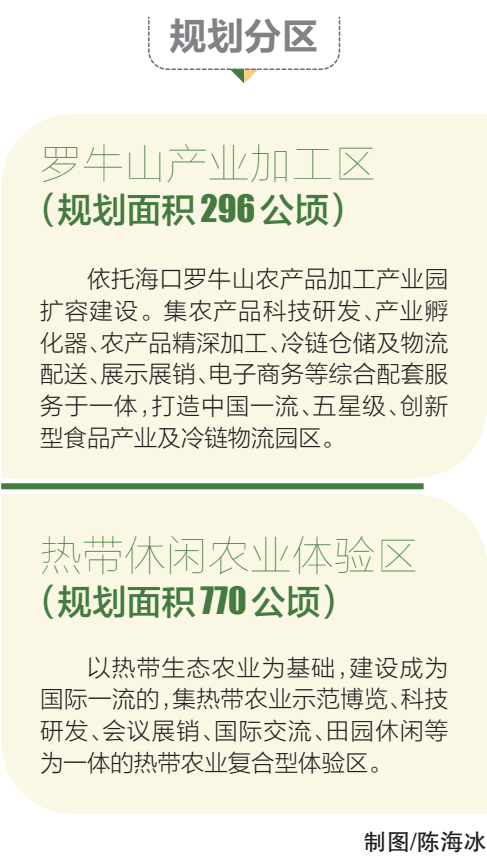 规划分区
罗牛山产业加工区
（规划面积296公顷）
依托海口罗牛山农产品加工产业园
扩容建设。集农产品科技研发、产业孵
化器、农产品精深加工、冷链仓储及物流
配送、展示展销、电子商务等综合配套服
务于一体，打造中国一流、五星级、创新
型食品产业及冷链物流园区。
热带休闲农业体验区
（规划面积770公顷）
以热带生态农业为基础，建设成为
国际一流的，集热带农业示范博览、科技
研发、会议展销、国际交流、田园休闲等
为一体的热带农业复合型体验区。
制图/陈海冰